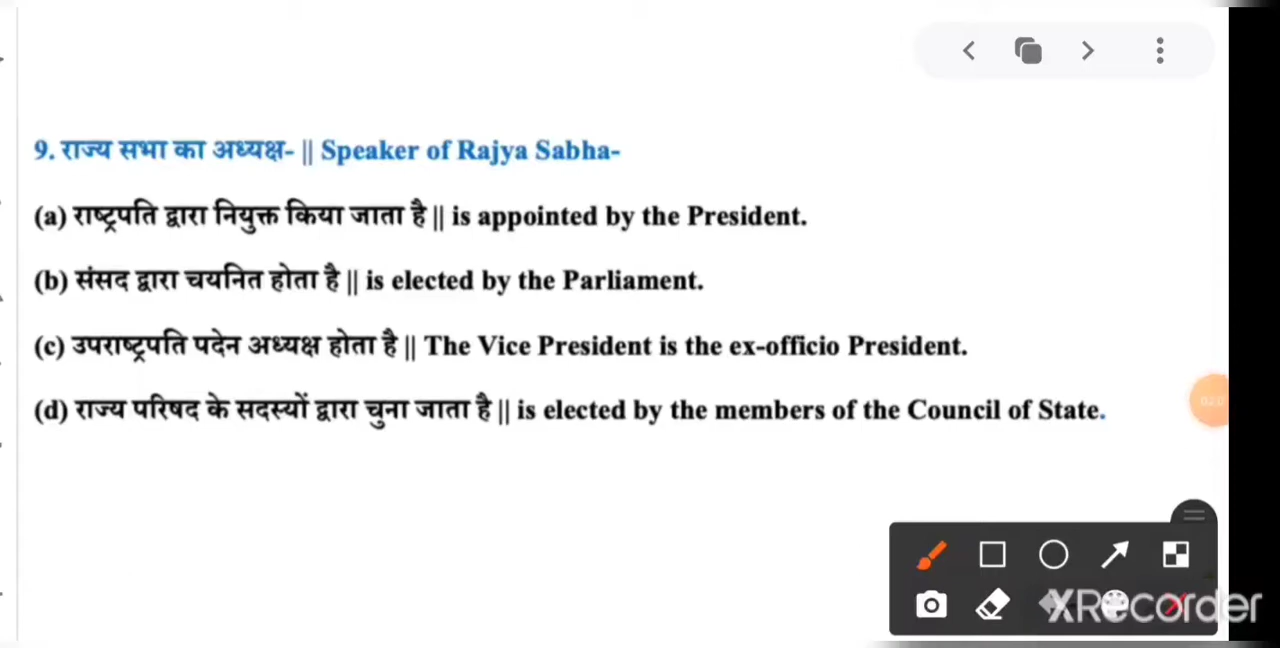 9. राज्य सभा का अध्यक्ष- || Speaker of Rajya Sabha-
(a) राष्ट्रपति द्वारा नियुक्त किया जाता है || is appointed by the President.
(b) संसद द्वारा चयनित होता है || is elected by the Parliament.
(c) उपराष्ट्रपति पदेन अध्यक्ष होता है || The Vice President is the ex-officio President.
(d) राज्य परिषद के सदस्यों द्वारा चुना जाता है || is elected by the members of the Council of State.
XRecorder